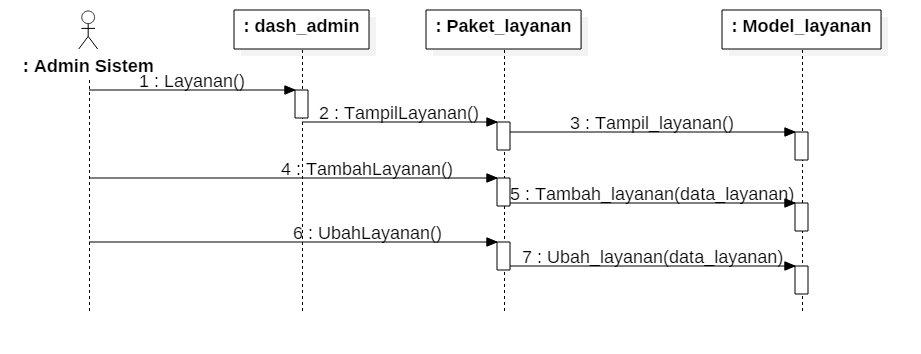 : dash_admin
: Paket_layanan
: Model_layanan
: Admin Sistem
1 : Layanan()
2 : TampilLayanan()
3 : Tampil_layanan()
4 : TambahLayanan()
5 : Tambah_layanan(data_layanan)
6 : UbahLayanan()
7 : Ubah_layanan(data_layanan)